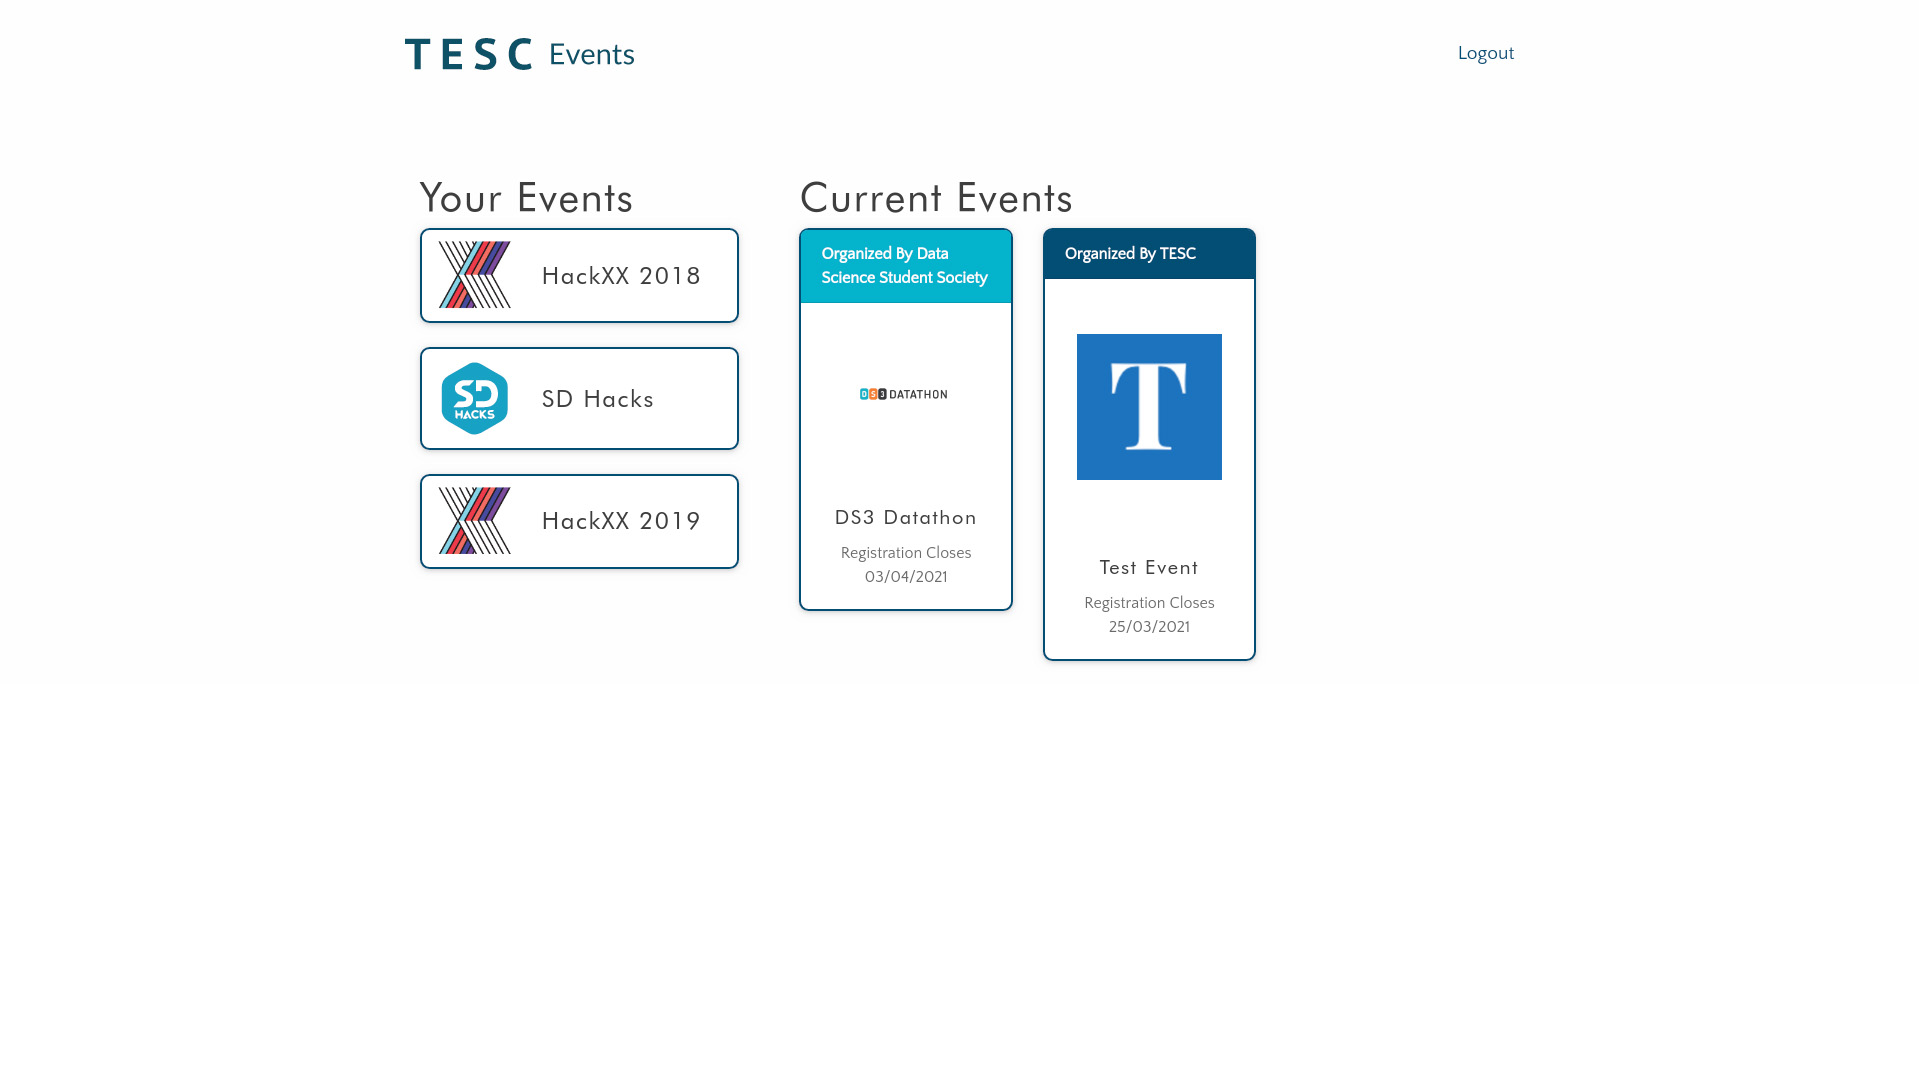 TESC Events
Logout
Your Events
HackXX 2018
SD
HACKS
SD Hacks
HackXX 2019
Current Events
Organized By Data
Science Student Society
DS3 DATATHON
DS3 Datathon
Registration Closes
03/04/2021
Organized By TESC
T
Test Event
Registration Closes
25/03/2021